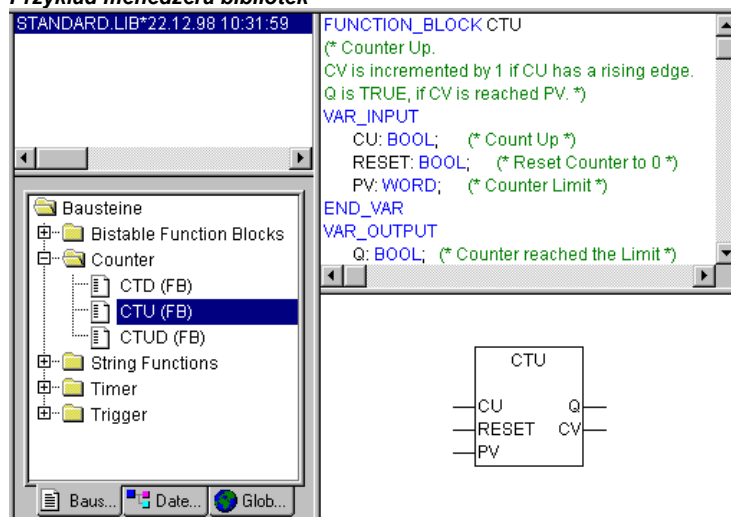 Przykład menedżera bibliotek
STANDARD.LIB*22.12.98 10:31:59
FUNCTION_BLOCK CTU
(* Counter Up.
CV is incremented by 1 if CU has a rising edge.
Q is TRUE, if CV is reached PV. *)
VAR_INPUT
CU: BOOL; (* Count Up *)
RESET: BOOL; (* Reset Counter to 0 *)
PV: WORD; (* Counter Limit *)
END_VAR
VAR_OUTPUT
Q: BOOL; (* Counter reached the Limit *)
Bausteine
Bistable Function Blocks
Counter
CTD (FB)
CTU (FB)
CTUD (FB)
String Functions
Timer
Trigger
Baus... Date... Glob...
CTU
CU Q
RESET CV
PV